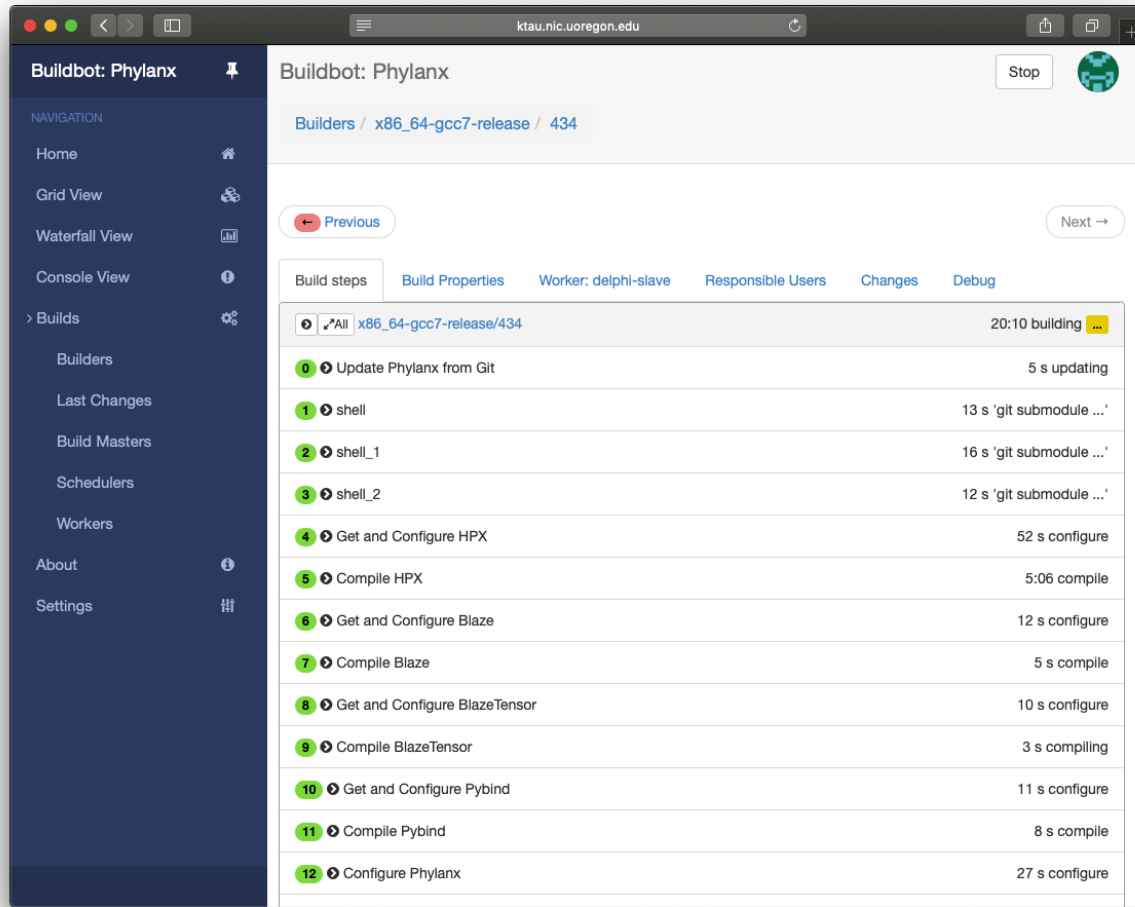 ktau.nic.uoregon.edu
Buildbot: Phylanx
NAVIGATION
Home
Grid View
Waterfall View
Console View
Builds
Builders
Last Changes
Build Masters
Schedulers
Workers
About
Settings
Buildbot: Phylanx
Stop
Builders / x86_64-gcc7-release / 434
← Previous
Next →
Build steps Build Properties Worker: delphi-slave Responsible Users Changes Debug
All x86_64-gcc7-release/434 20:10 building ...
0 Update Phylanx from Git 5 s updating
1 shell 13 s 'git submodule ...'
2 shell_1 16 s 'git submodule ...'
3 shell_2 12 s 'git submodule ...'
4 Get and Configure HPX 52 s configure
5 Compile HPX 5:06 compile
6 Get and Configure Blaze 12 s configure
7 Compile Blaze 5 s compile
8 Get and Configure BlazeTensor 10 s configure
9 Compile BlazeTensor 3 s compiling
10 Get and Configure Pybind 11 s configure
11 Compile Pybind 8 s compile
12 Configure Phylanx 27 s configure